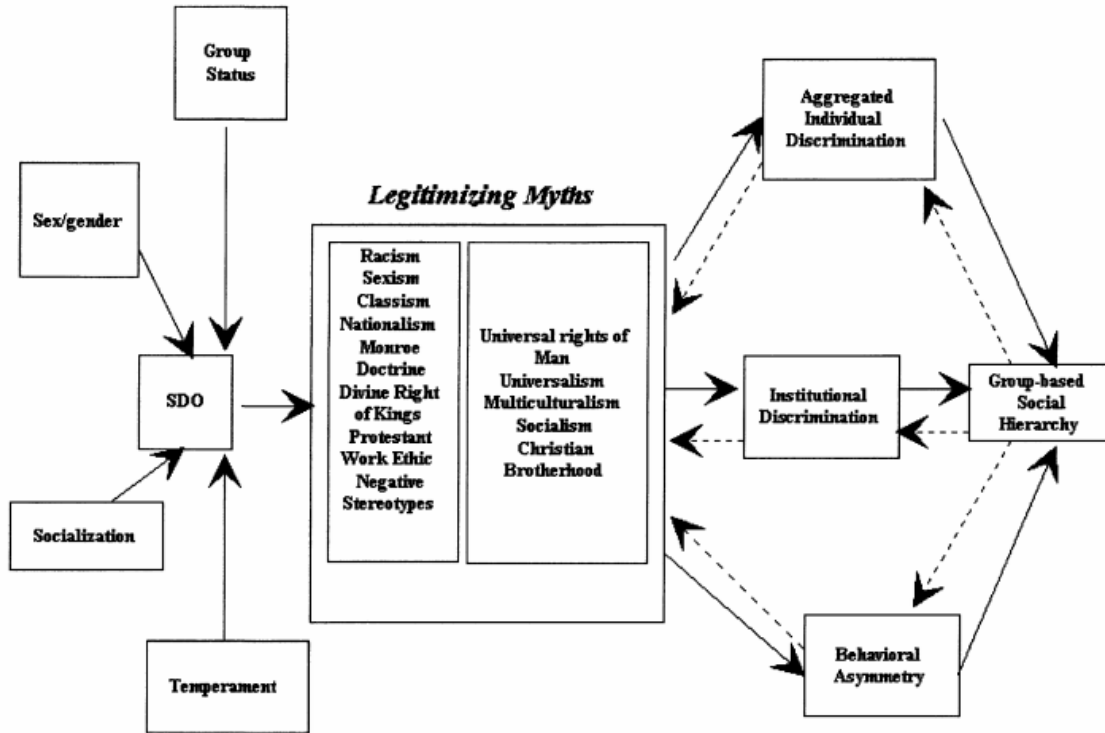 Group
Status
Sex/gender
SDO
Socialization
Temperament
Legitimizing Myths
Racism
Sexism
Classism
Nationalism
Monroe
Doctrine
Divine Right
of Kings
Protestant
Work Ethic
Negative
Stereotypes
Universal rights of
Man
Universalism
Multiculturalism
Socialism
Christian
Brotherhood
Aggregated
Individual
Discrimination
Institutional
Discrimination
Behavioral
Asymmetry
Group-based
Social
Hierarchy